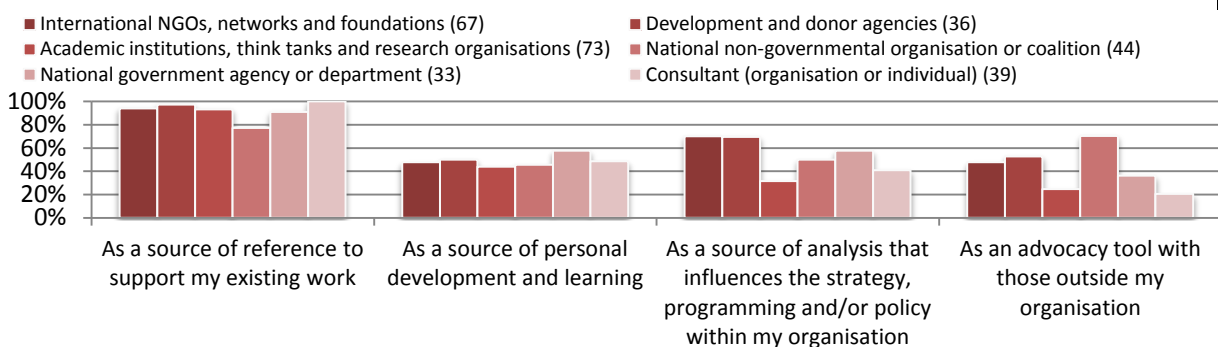 International NGOs, networks and foundations (67)
Development and donor agencies (36)
Academic institutions, think tanks and research organisations (73)
National non-governmental organisation or coalition (44)
National government agency or department (33)
Consultant (organisation or individual) (39)
100%
80%
60%
40%
20%
0%
As a source of reference to
support my existing work
As a source of personal
development and learning
As a source of analysis that
influences the strategy,
programming and/or policy
within my organisation
As an advocacy tool with
those outside my
organisation